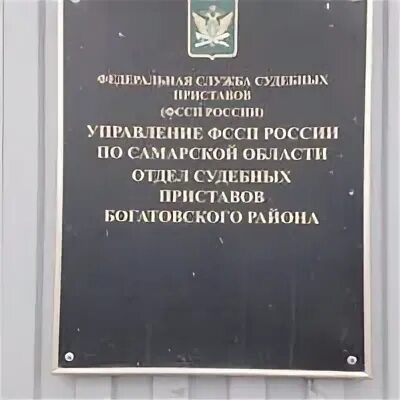 ФЕДЕРАЛЬНАЯ СЛУЖБА СУДЕБНЫХ
ПРИСТАВОВ
(ФССП РОССИИ)
УПРАВЛЕНИЕ ФССП РОССИИ
ПО САМАРСКОЙ ОБЛАСТИ
ОТДЕЛ СУДЕБНЫХ
ПРИСТАВОВ
БОГАТОВСКОГО РАЙОНА